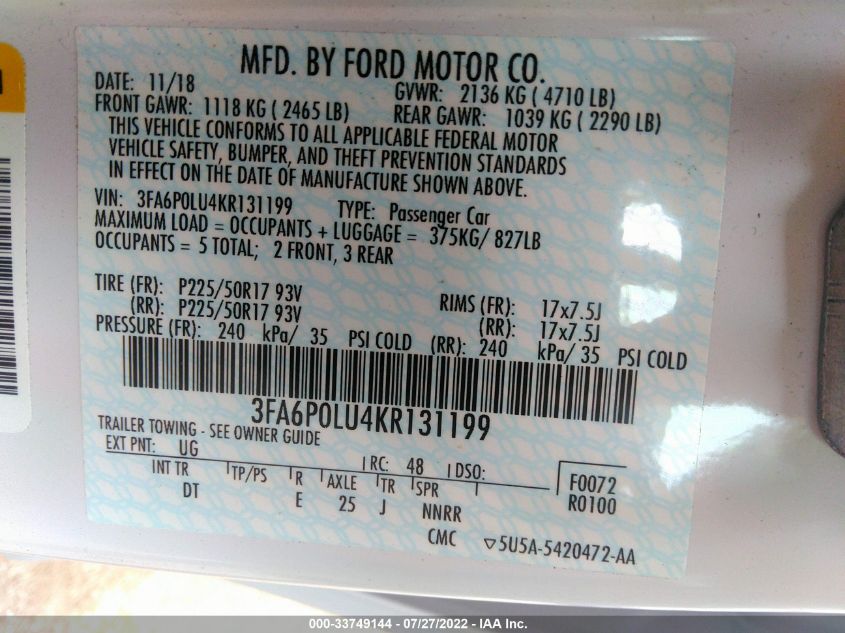 MFD. BY FORD MOTOR CO.
DATE: 11/18 GVWR: 2136 KG ( 4710 LB)
FRONT GAWR: 1118 KG ( 2465 LB) REAR GAWR: 1039 KG ( 2290 LB)
THIS VEHICLE CONFORMS TO ALL APPLICABLE FEDERAL MOTOR
VEHICLE SAFETY, BUMPER, AND THEFT PREVENTION STANDARDS
IN EFFECT ON THE DATE OF MANUFACTURE SHOWN ABOVE.
VIN: 3FA6P0LU4KR131199 TYPE: Passenger Car
MAXIMUM LOAD = OCCUPANTS + LUGGAGE = 375KG/ 827LB
OCCUPANTS = 5 TOTAL; 2 FRONT, 3 REAR
TIRE (FR): P225/50R17 93V RIMS (FR): 17x7.5J
(RR): P225/50R17 93V (RR): 17x7.5J
PRESSURE (FR): 240 kPa/ 35 PSI COLD (RR): 240 kPa/ 35 PSI COLD
3FA6P0LU4KR131199
TRAILER TOWING - SEE OWNER GUIDE
EXT PNT: UG RC: 48 DSO: F0072
INT TR TP/PS R AXLE TR SPR R0100
DT E 25 J NNRR
CMC ▽5U5A-5420472-AA
000-33749144 / 07/27/2022 - IAA Inc.